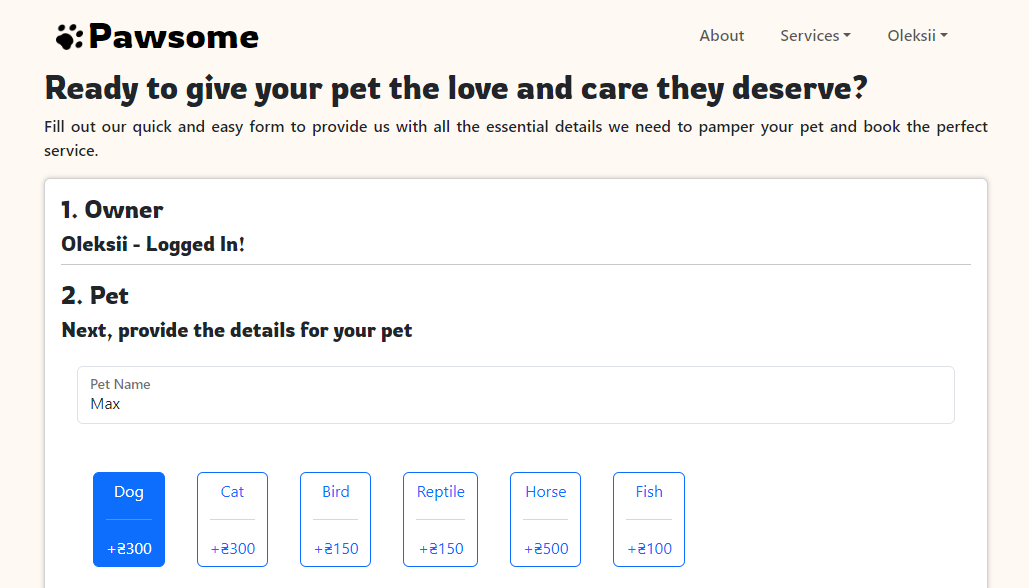 Pawsome
About Services Oleksii
Ready to give your pet the love and care they deserve?
Fill out our quick and easy form to provide us with all the essential details we need to pamper your pet and book the perfect
service.
1. Owner
Oleksii - Logged In!
2. Pet
Next, provide the details for your pet
Pet Name
Max
Dog Cat Bird Reptile Horse Fish
+₴300 +₴300 +₴150 +₴150 +₴500 +₴100